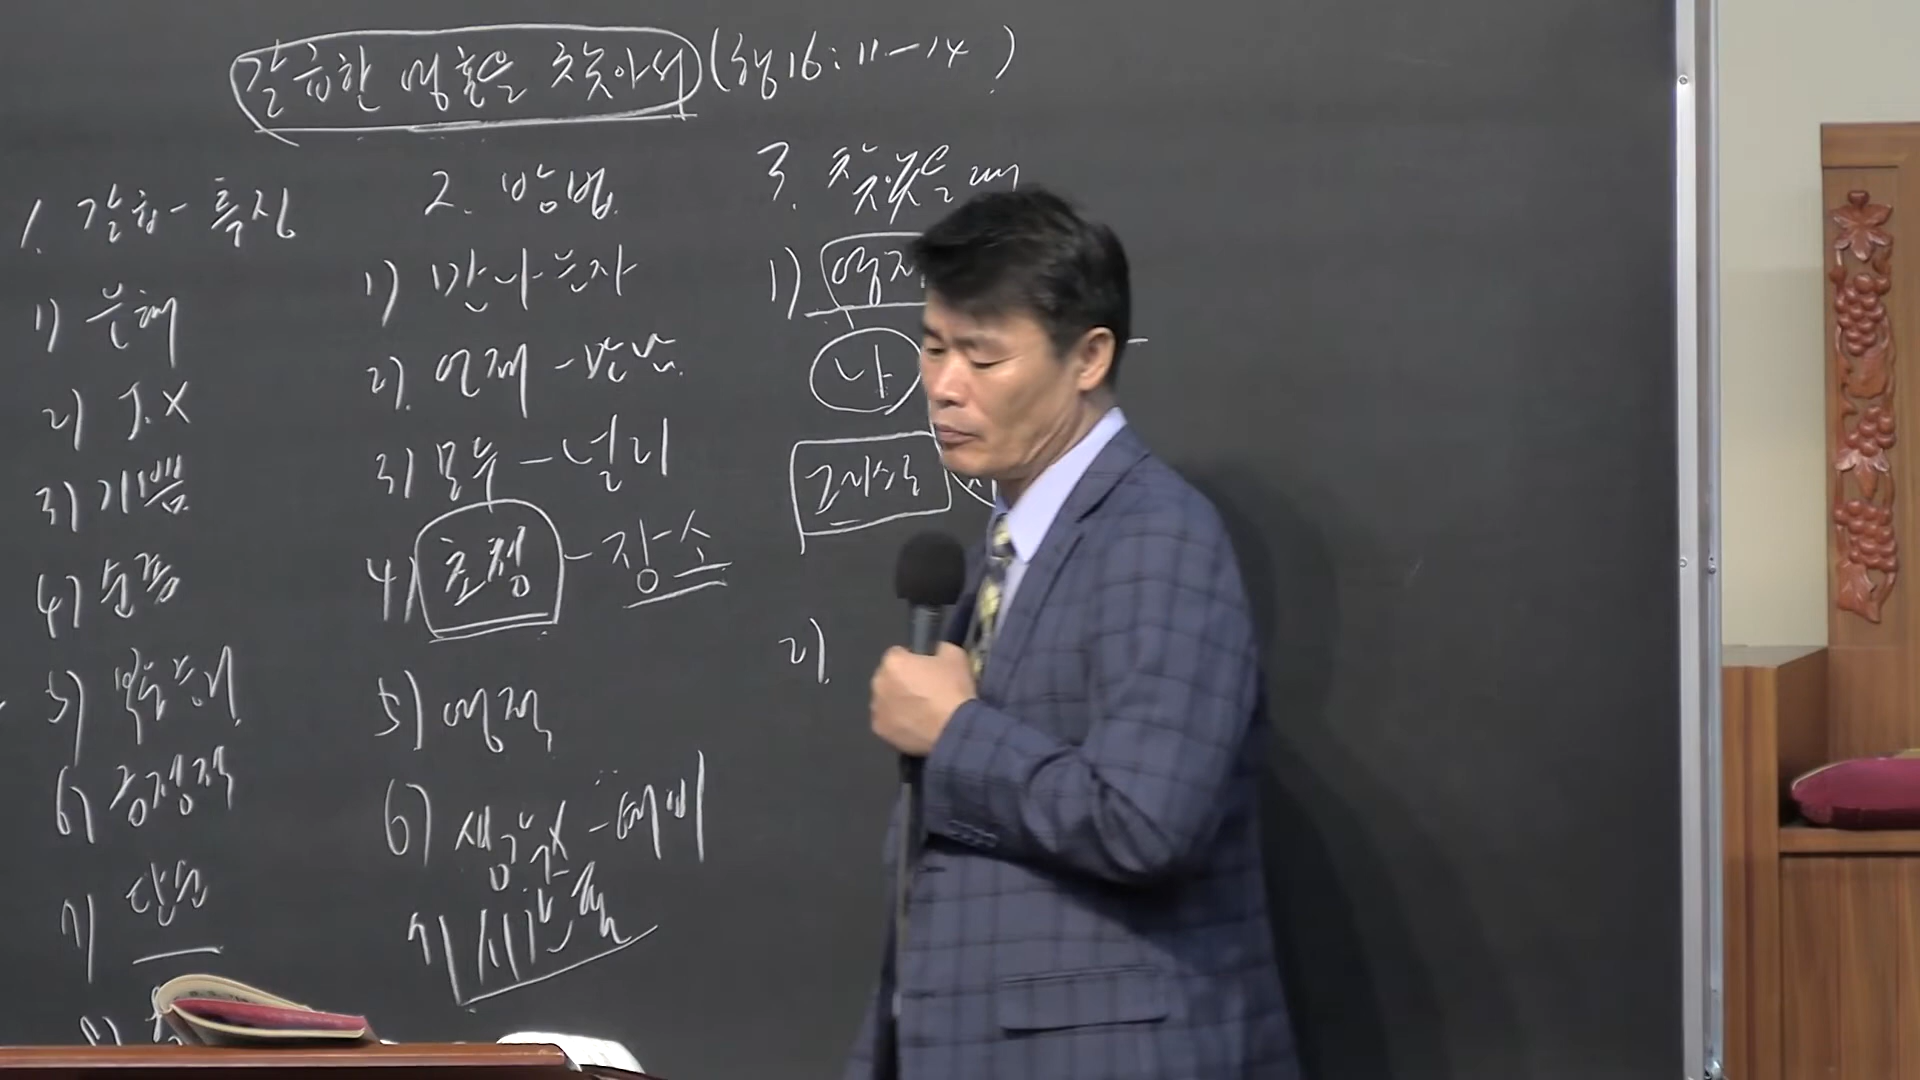 갈급한 영혼을 찾아서 (행16:11-14)
1. 갈급-특징
1) 은혜
2) J.X
3) 기쁨
4) 순종
5)
6) 긍정적
7) 단순
8)
2. 방법
1) 만나는자
2). 언제-반복.
3) 모두-널리
4) 초청-장소
5) 영적
6) 생각X-대비
7) 시간표
3. 찾았을때
1) 영
나
그리스도
2).